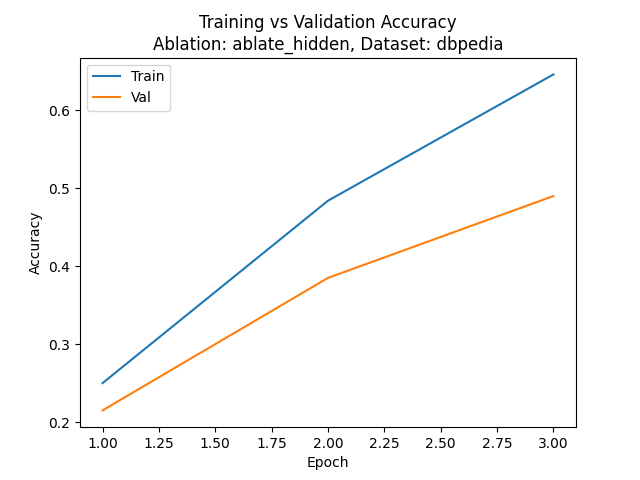 Training vs Validation Accuracy
Ablation: ablate_hidden, Dataset: dbpedia
Train
Val
0.6
0.5
0.4
0.3
0.2
Accuracy
1.00 1.25 1.50 1.75 2.00 2.25 2.50 2.75 3.00
Epoch